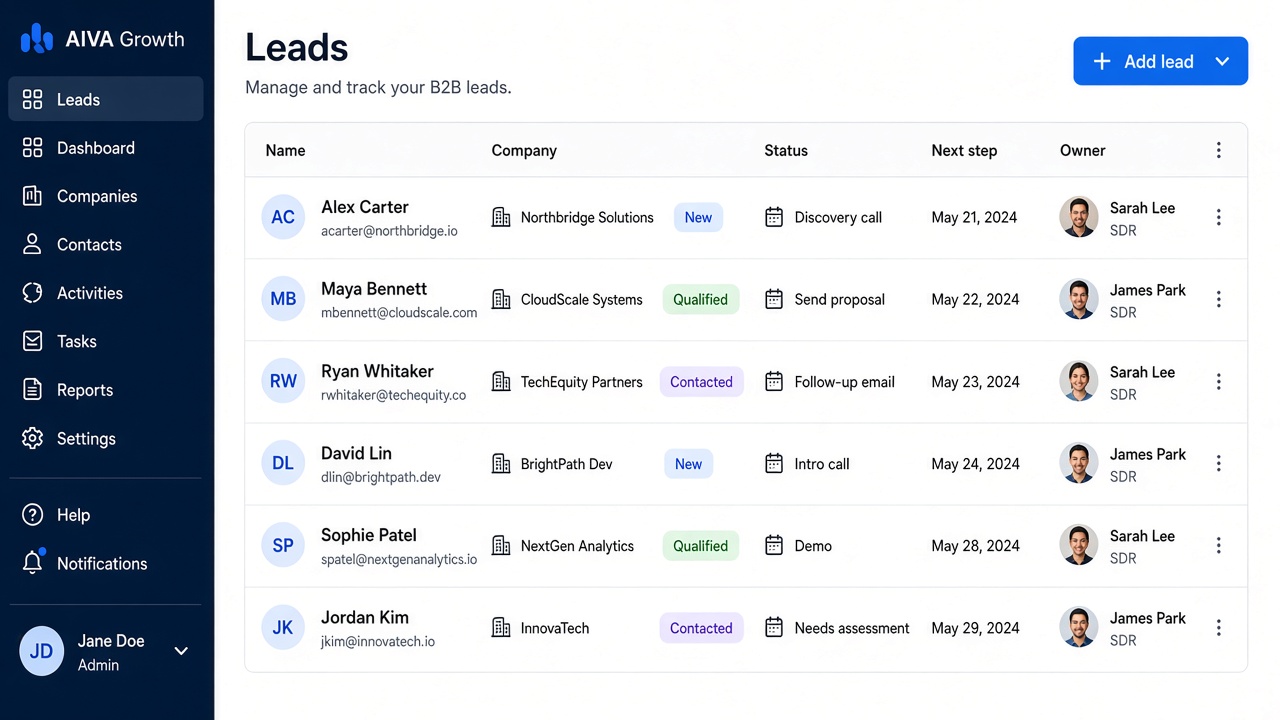 AIVA Growth
Leads
Dashboard
Companies
Contacts
Activities
Tasks
Reports
Settings
Help
Notifications
JD
Jane Doe
Admin
Leads
Manage and track your B2B leads.
+ Add lead
Name Company Status Next step Owner
AC Alex Carter Northbridge Solutions New Discovery call May 21, 2024 Sarah Lee
acarter@northbridge.io SDR
MB Maya Bennett CloudScale Systems Qualified Send proposal May 22, 2024 James Park
mbennett@cloudscale.com SDR
RW Ryan Whitaker TechEquity Partners Contacted Follow-up email May 23, 2024 Sarah Lee
rwhitaker@techequity.co SDR
DL David Lin BrightPath Dev New Intro call May 24, 2024 James Park
dlin@brightpath.dev SDR
SP Sophie Patel NextGen Analytics Qualified Demo May 28, 2024 Sarah Lee
spatel@nextgenanalytics.io SDR
JK Jordan Kim InnovaTech Contacted Needs assessment May 29, 2024 James Park
jkim@innovatech.io SDR